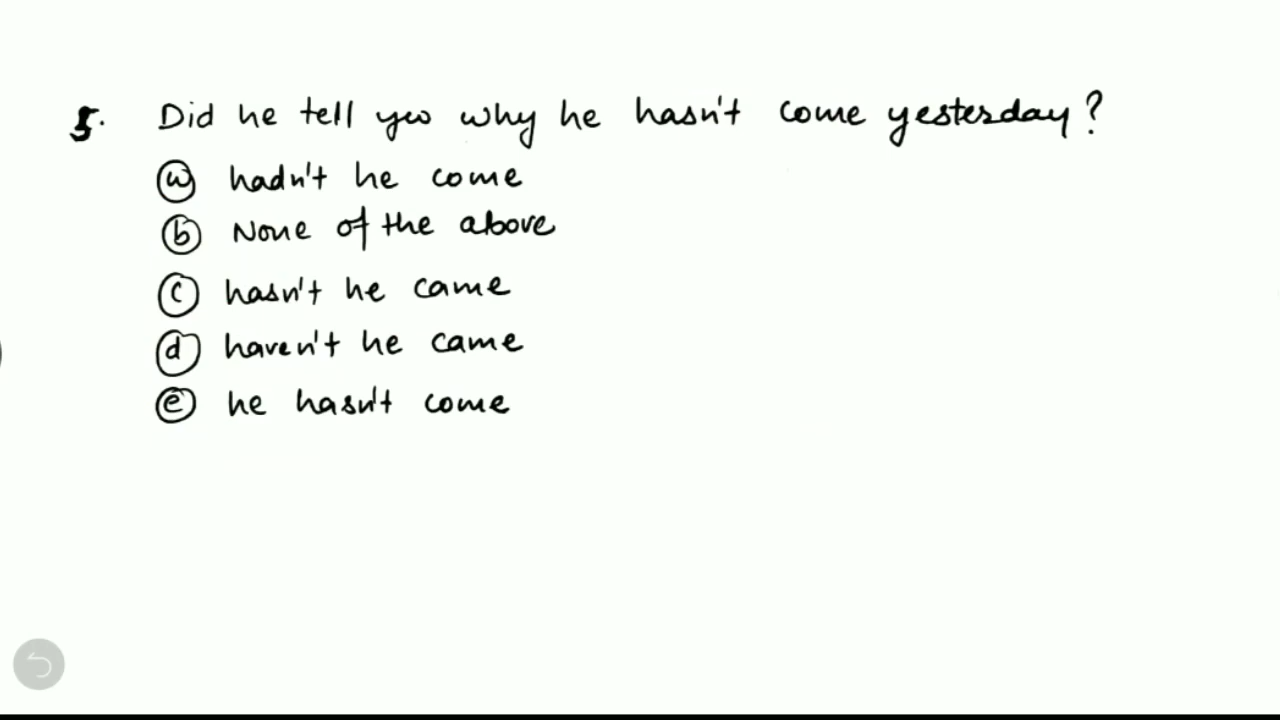 5. Did he tell you why he hasn't come yesterday?
(a) hadn't he come
(b) None of the above
(c) hasn't he came
(d) haven't he came
(e) he hasn't come